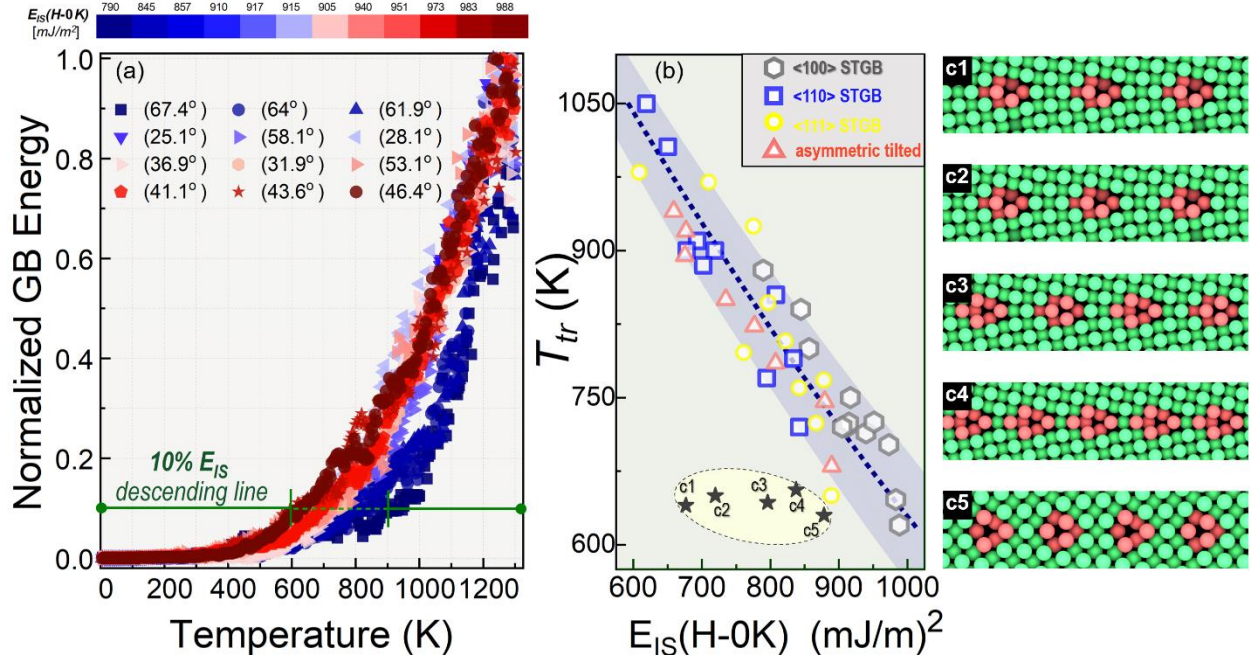 790 845 857 910 917 915 905 940 951 973 983 988
E_IS(H-0K)
[mJ/m²]
(a)
(67.4°) (64°) (61.9°)
(25.1°) (58.1°) (28.1°)
(36.9°) (31.9°) (53.1°)
(41.1°) (43.6°) (46.4°)
10% E_IS
descending line
1.0
0.8
0.6
0.4
0.2
0.0
Normalized GB Energy
0 200 400 600 800 1000 1200
Temperature (K)
(b)
<100> STGB
<110> STGB
<111> STGB
asymmetric tilted
1050
900
750
600
T_tr (K)
c1
c2
c3
c4
c5
600 700 800 900 1000
E_IS(H-0K) (mJ/m)²
c1
c2
c3
c4
c5